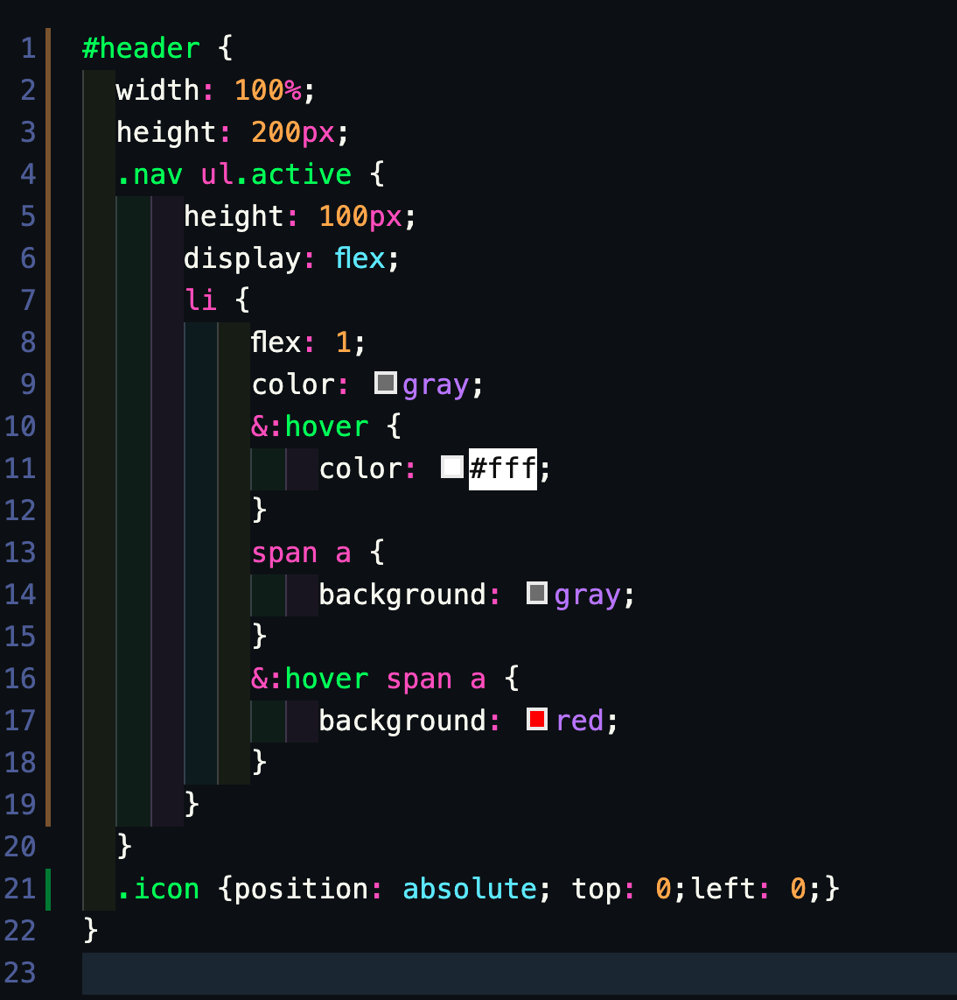 1 #header {
2   width: 100%;
3   height: 200px;
4   .nav ul.active {
5       height: 100px;
6       display: flex;
7       li {
8           flex: 1;
9           color: gray;
10           &:hover {
11               color: #fff;
12           }
13           span a {
14               background: gray;
15           }
16           &:hover span a {
17               background: red;
18           }
19       }
20   }
21   .icon {position: absolute; top: 0;left: 0;}
22 }
23